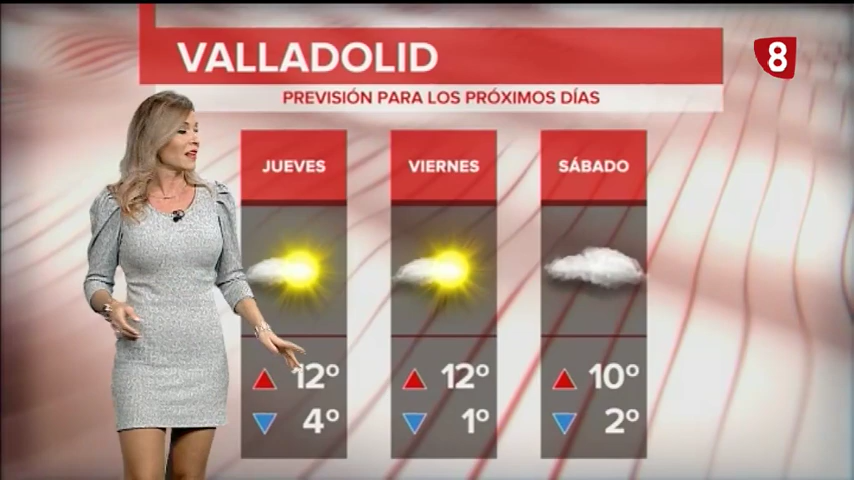 VALLADOLID
8
PREVISIÓN PARA LOS PRÓXIMOS DÍAS
JUEVES
VIERNES
SÁBADO
12º
12º
10º
4º
1º
2º